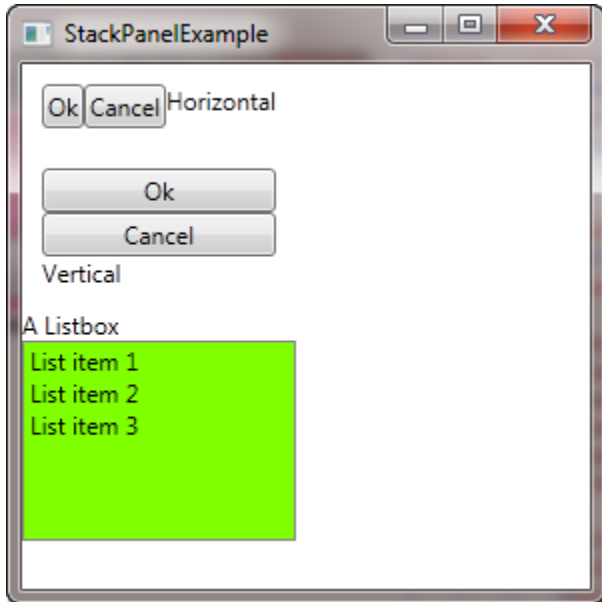 StackPanelExample
Ok Cancel Horizontal
Ok
Cancel
Vertical
A Listbox
List item 1
List item 2
List item 3